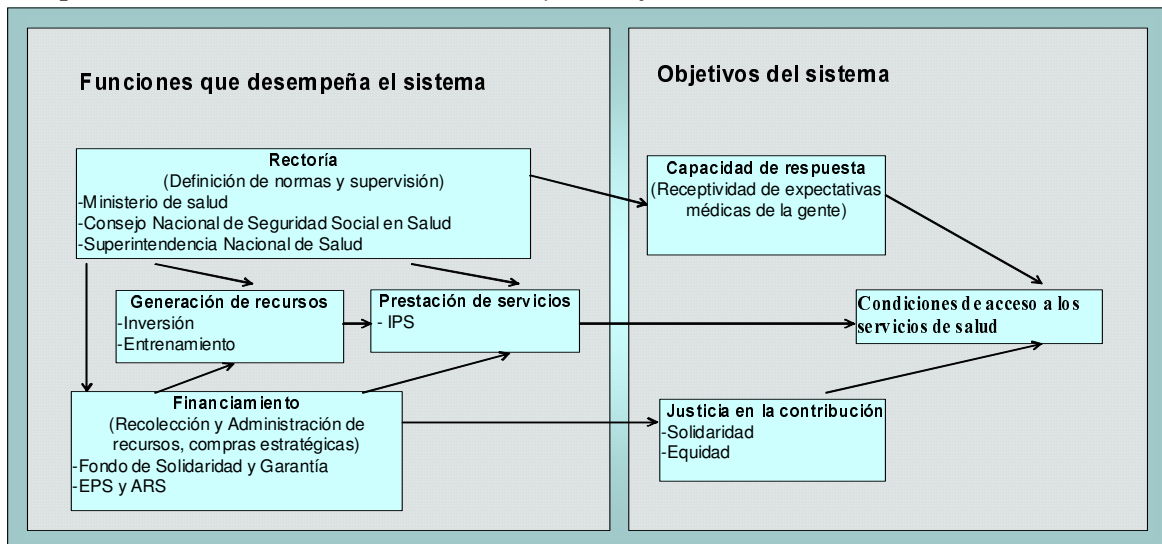 Funciones que desempeña el sistema
Rectoría
(Definición de normas y supervisión)
-Ministerio de salud
-Consejo Nacional de Seguridad Social en Salud
-Superintendencia Nacional de Salud
Generación de recursos
-Inversión
-Entrenamiento
Prestación de servicios
- IPS
Financiamiento
(Recolección y Administración de
recursos, compras estratégicas)
-Fondo de Solidaridad y Garantía
-EPS y ARS
Objetivos del sistema
Capacidad de respuesta
(Receptividad de expectativas
médicas de la gente)
Condiciones de acceso a los
servicios de salud
Justicia en la contribución
-Solidaridad
-Equidad